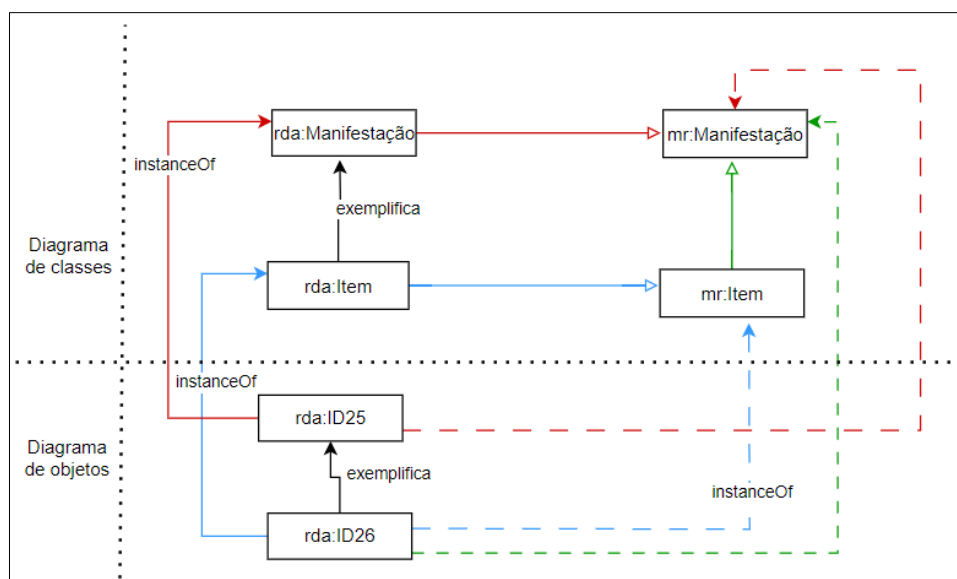 rda:Manifestação
mr:Manifestação
instanceOf
exemplifica
Diagrama
de classes
rda:Item
mr:Item
instanceOf
rda:ID25
Diagrama
de objetos
exemplifica
instanceOf
rda:ID26